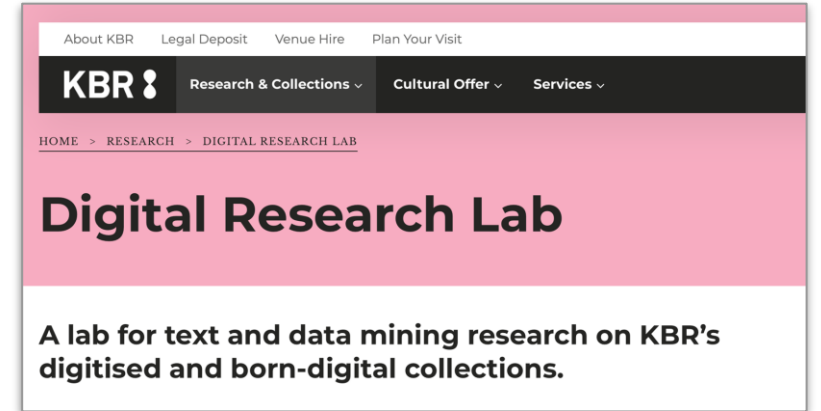 About KBR Legal Deposit Venue Hire Plan Your Visit
KBR Research & Collections Cultural Offer Services
HOME > RESEARCH > DIGITAL RESEARCH LAB
Digital Research Lab
A lab for text and data mining research on KBR’s
digitised and born-digital collections.